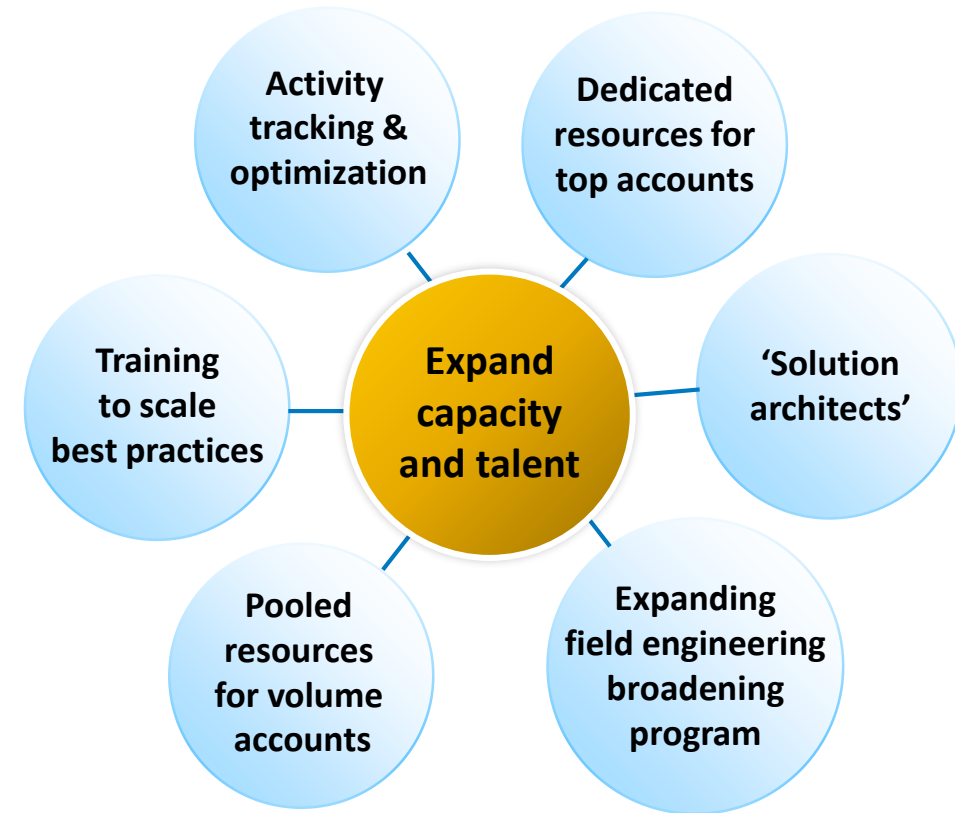 Activity
tracking &
optimization
Dedicated
resources for
top accounts
Training
to scale
best practices
Expand
capacity
and talent
‘Solution
architects’
Pooled
resources
for volume
accounts
Expanding
field engineering
broadening
program